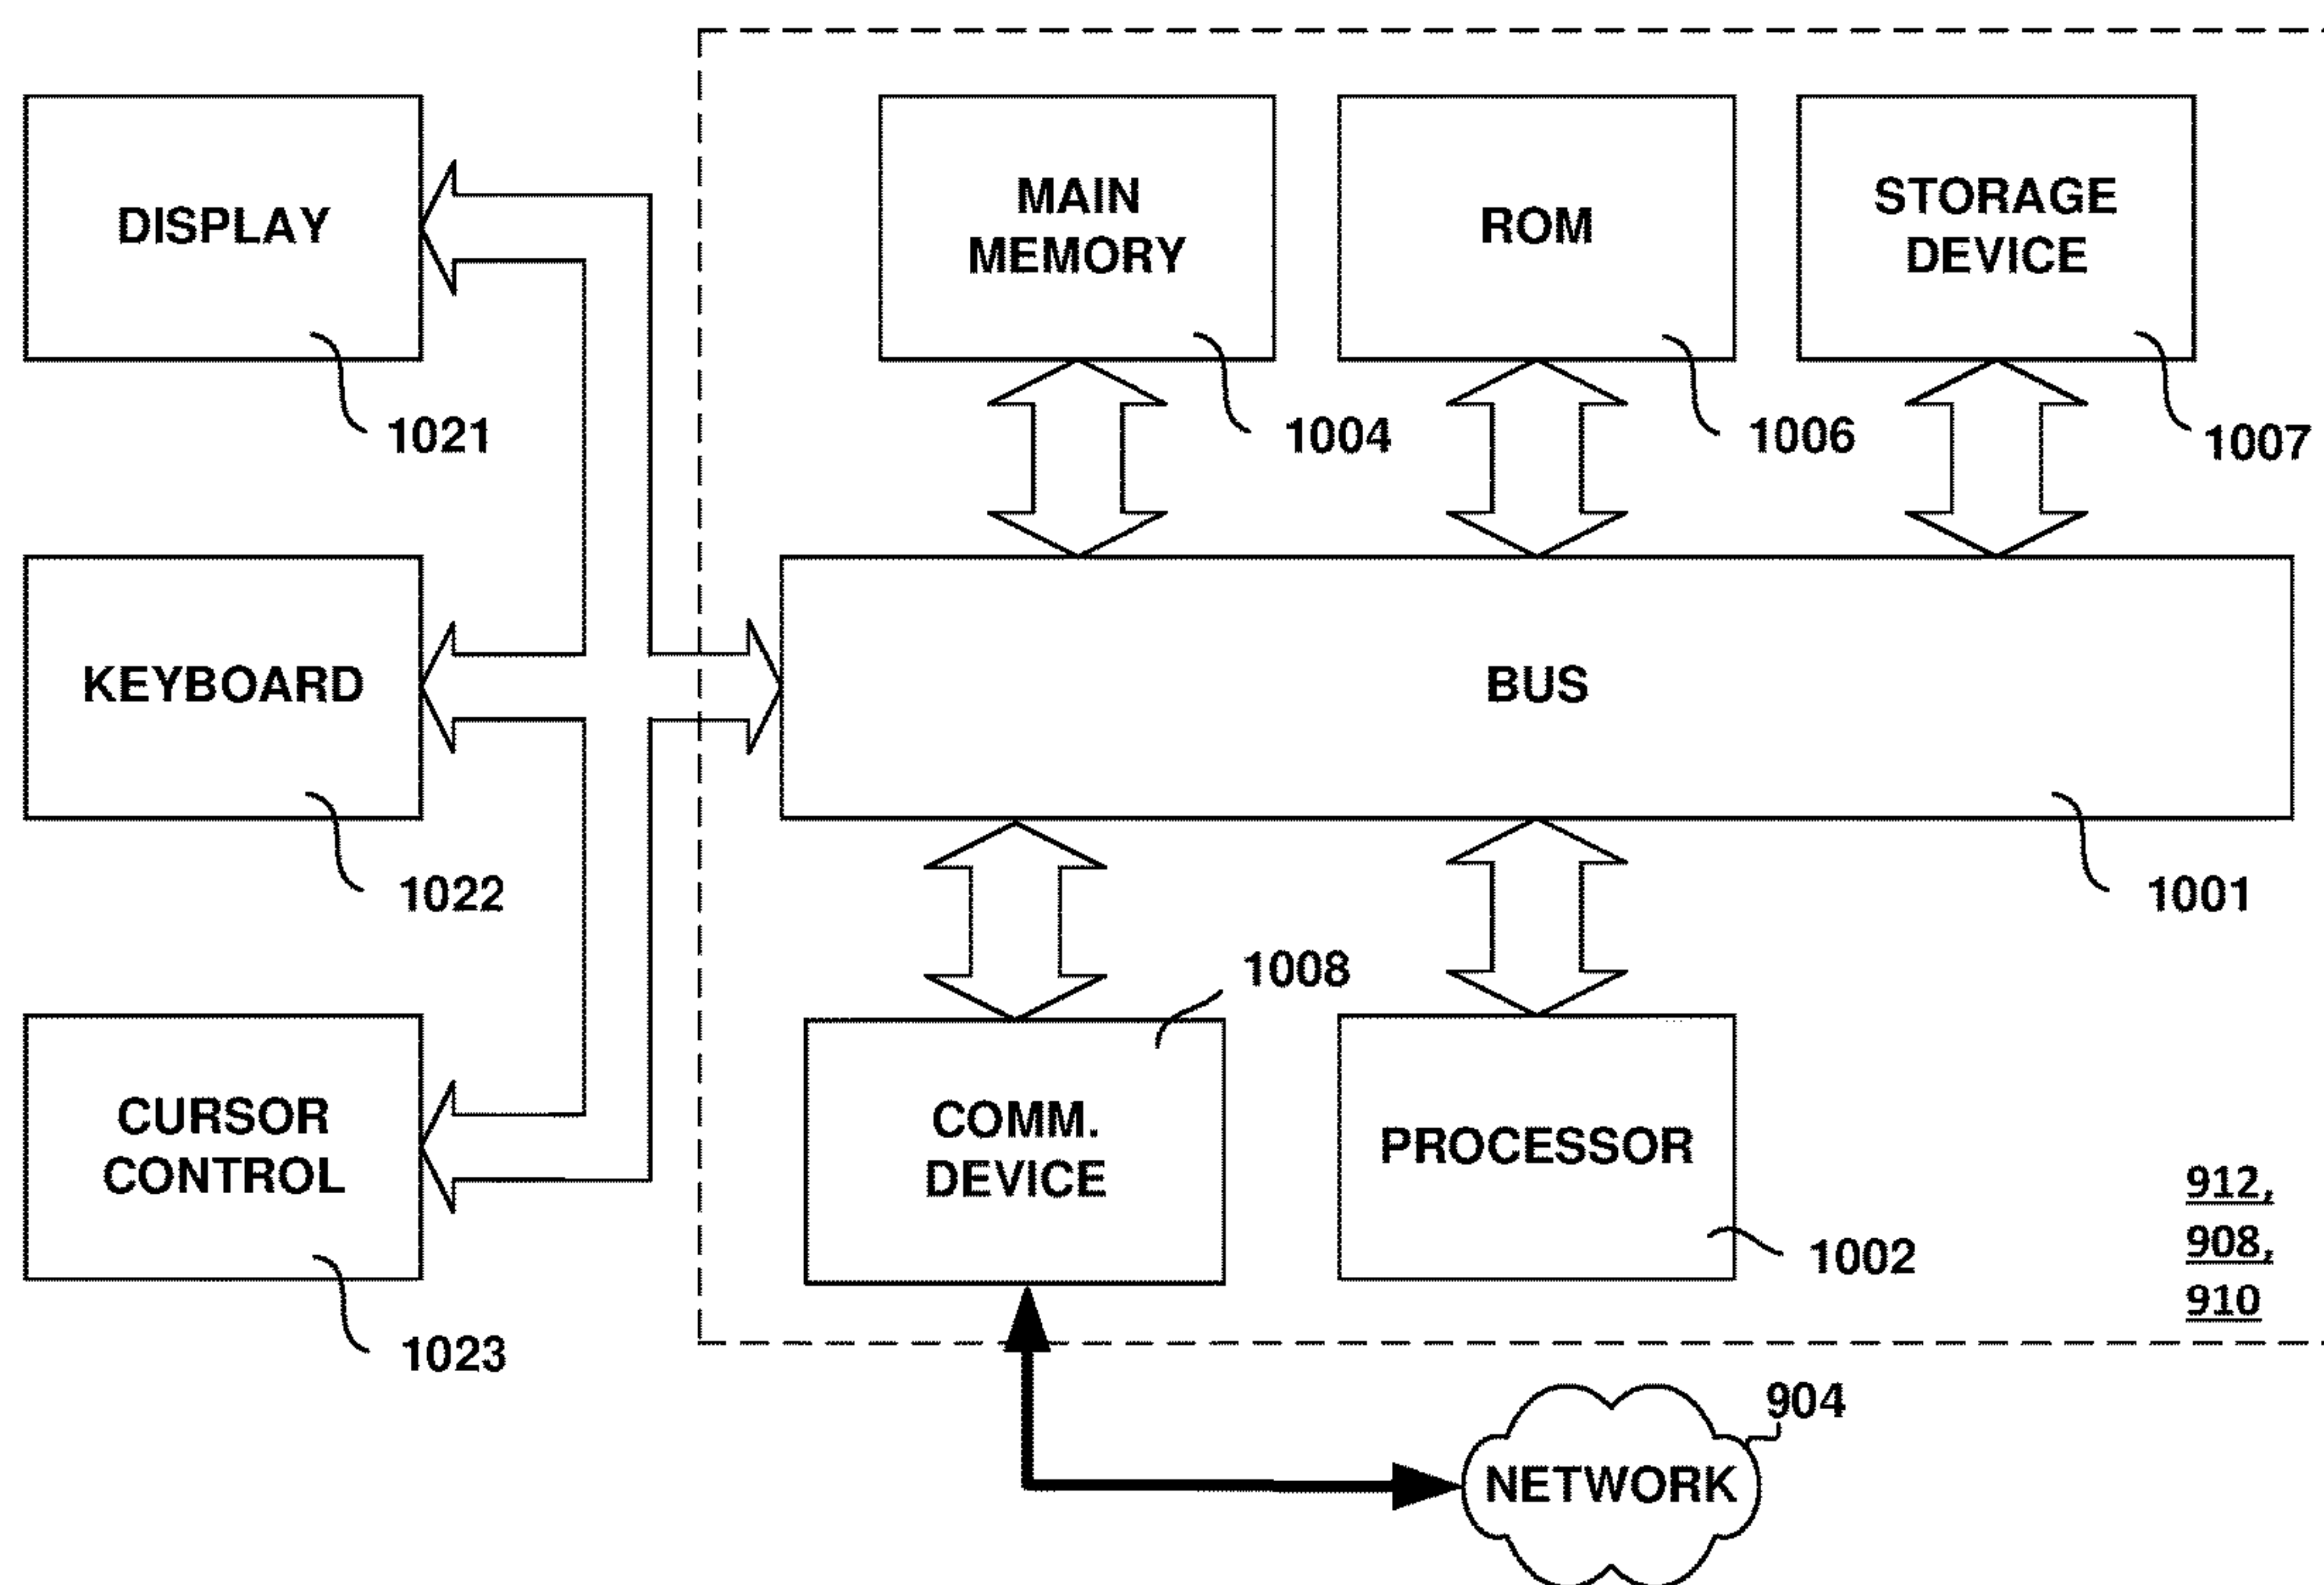 DISPLAY
1021
MAIN
MEMORY
1004
ROM
1006
STORAGE
DEVICE
1007
KEYBOARD
1022
BUS
1001
CURSOR
CONTROL
1023
1008
COMM.
DEVICE
PROCESSOR
1002
912,
908,
910
904
NETWORK